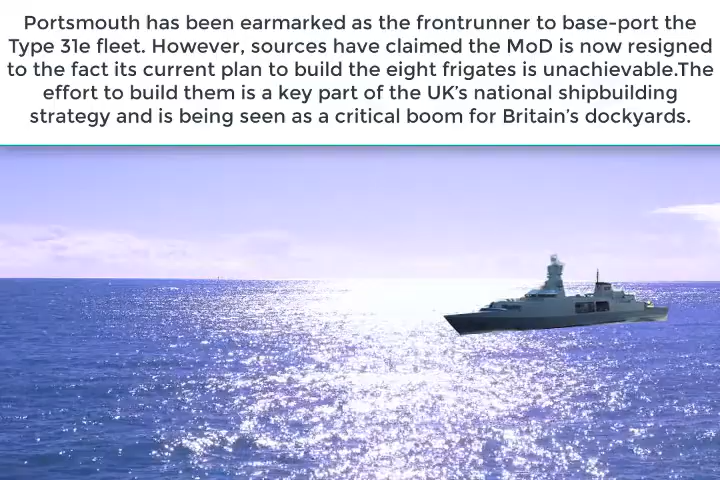 Portsmouth has been earmarked as the frontrunner to base-port the
Type 31e fleet. However, sources have claimed the MoD is now resigned
to the fact its current plan to build the eight frigates is unachievable.The
effort to build them is a key part of the UK’s national shipbuilding
strategy and is being seen as a critical boom for Britain’s dockyards.